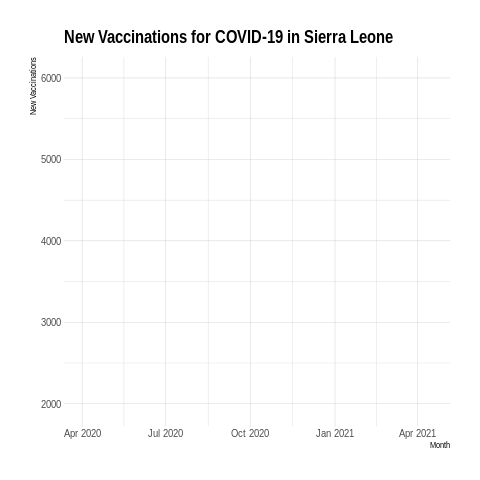 New Vaccinations for COVID-19 in Sierra Leone
New Vaccinations
6000
5000
4000
3000
2000
Apr 2020 Jul 2020 Oct 2020 Jan 2021 Apr 2021
Month